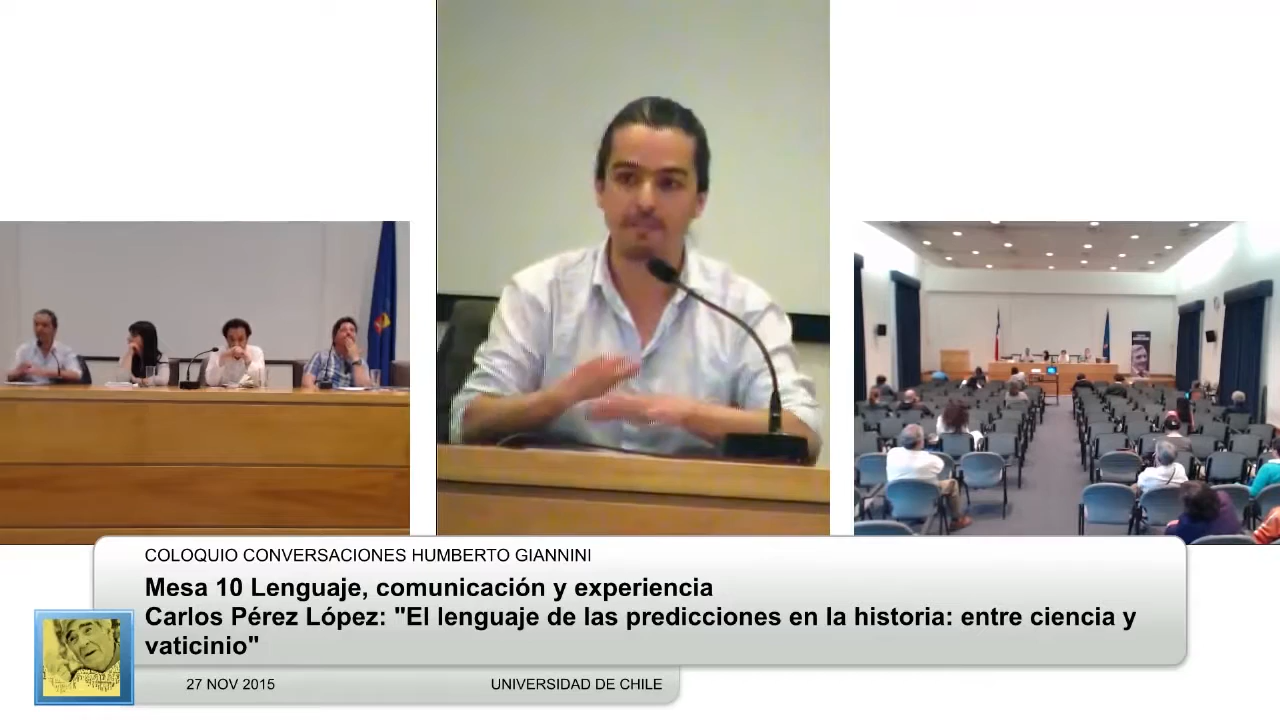 COLOQUIO CONVERSACIONES HUMBERTO GIANNINI
Mesa 10 Lenguaje, comunicación y experiencia
Carlos Pérez López: "El lenguaje de las predicciones en la historia: entre ciencia y
vaticinio"
27 NOV 2015
UNIVERSIDAD DE CHILE